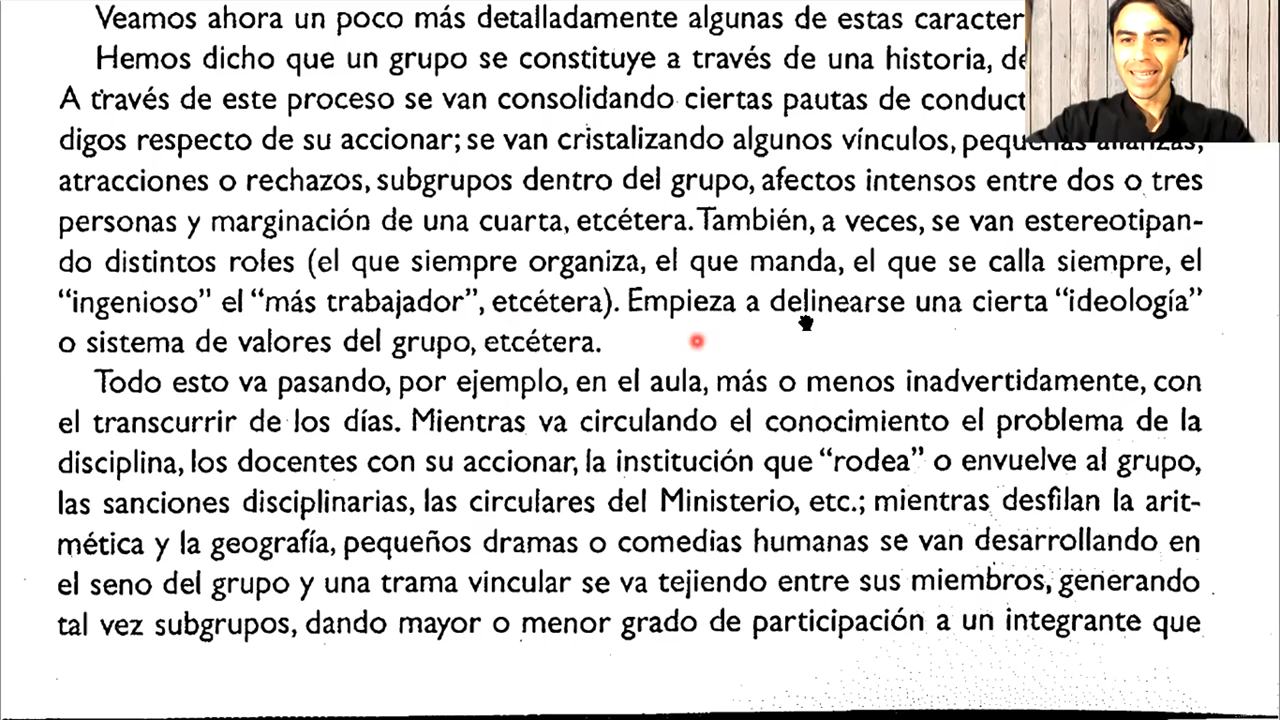 Veamos ahora un poco más detalladamente algunas de estas
Hemos dicho que un grupo se constituye a través de una historia,
A través de este proceso se van consolidando ciertas pautas de
digos respecto de su accionar; se van cristalizando algunos vínculos, pequeñas alianzas,
atracciones o rechazos, subgrupos dentro del grupo, afectos intensos entre dos o tres
personas y marginación de una cuarta, etcétera. También, a veces, se van estereotipan-
do distintos roles (el que siempre organiza, el que manda, el que se calla siempre, el
“ingenioso” el “más trabajador”, etcétera). Empieza a delinearse una cierta “ideología”
o sistema de valores del grupo, etcétera.
Todo esto va pasando, por ejemplo, en el aula, más o menos inadvertidamente, con
el transcurrir de los días. Mientras va circulando el conocimiento el problema de la
disciplina, los docentes con su accionar, la institución que “rodea” o envuelve al grupo,
las sanciones disciplinarias, las circulares del Ministerio, etc.; mientras desfilan la arit-
mética y la geografía, pequeños dramas o comedias humanas se van desarrollando en
el seno del grupo y una trama vincular se va tejiendo entre sus miembros, generando
tal vez subgrupos, dando mayor o menor grado de participación a un integrante que